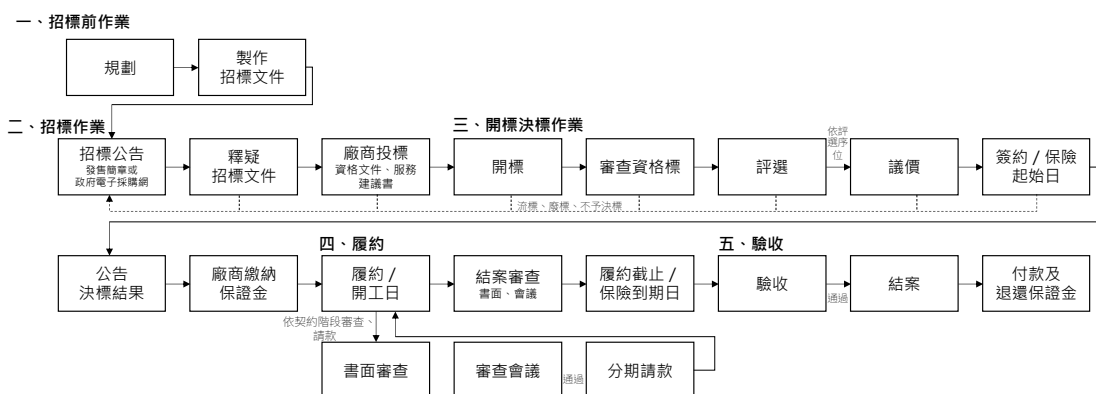 一、招標前作業
規劃
製作
招標文件
二、招標作業
三、開標決標作業
招標公告
發售簡章或
政府電子採購網
釋疑
招標文件
廠商投標
資格文件、服務
建議書
開標
審查資格標
評選
依評
選序
位
議價
簽約 / 保險
起始日
流標、廢標、不予決標
四、履約
五、驗收
公告
決標結果
廠商繳納
保證金
履約 /
開工日
結案審查
書面、會議
履約截止 /
保險到期日
驗收
通過
結案
付款及
退還保證金
依契約階段審查、
請款
書面審查
審查會議
通過
分期請款